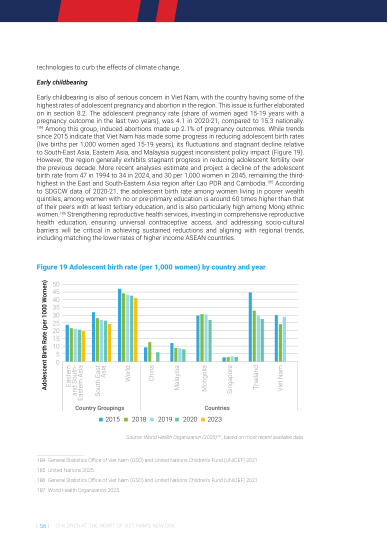 technologies to curb the effects of climate change.
Early childbearing
Early childbearing is also of serious concern in Viet Nam, with the country having some of the
highest rates of adolescent pregnancy and abortion in the region. This issue is further elaborated
on in section 8.2. The adolescent pregnancy rate (share of women aged 15-19 years with a
pregnancy outcome in the last two years), was 4.1 in 2020-21, compared to 15.3 nationally.
184 Among this group, induced abortions made up 2.1% of pregnancy outcomes. While trends
since 2015 indicate that Viet Nam has made some progress in reducing adolescent birth rates
(live births per 1,000 women aged 15-19 years), its fluctuations and stagnant decline relative
to South-East Asia, Eastern Asia, and Malaysia suggest inconsistent policy impact (Figure 19).
However, the region generally exhibits stagnant progress in reducing adolescent fertility over
the previous decade. More recent analyses estimate and project a decline of the adolescent
birth rate from 47 in 1994 to 34 in 2024, and 30 per 1,000 women in 2045, remaining the third-
highest in the East and South-Eastern Asia region after Lao PDR and Cambodia.185 According
to SDGCW data of 2020-21, the adolescent birth rate among women living in poorer wealth
quintiles, among women with no or pre-primary education is around 60 times higher than that
of their peers with at least tertiary education, and is also particularly high among Mong ethnic
women.186 Strengthening reproductive health services, investing in comprehensive reproductive
health education, ensuring universal contraceptive access, and addressing socio-cultural
barriers will be critical in achieving sustained reductions and aligning with regional trends,
including matching the lower rates of higher income ASEAN countries.
Figure 19 Adolescent birth rate (per 1,000 women) by country and year
Adolescent Birth Rate (per 1000 Women)
50
45
40
35
30
25
20
15
10
5
0
Eastern
and South-
Eastern Asia
South-East
Asia
World
China
Malaysia
Mongolia
Singapore
Thailand
Viet Nam
Country Groupings
Countries
2015 2018 2019 2020 2023
Source: World Health Organization (2025)187, based on most recent available data.
184 General Statistics Office of Viet Nam (GSO) and United Nations Children's Fund (UNICEF) 2021
185 United Nations 2025.
186 General Statistics Office of Viet Nam (GSO) and United Nations Children's Fund (UNICEF) 2021
187 World Health Organization 2025.
| 56 | CHILDREN AT THE HEART OF VIET NAM'S NEW ERA